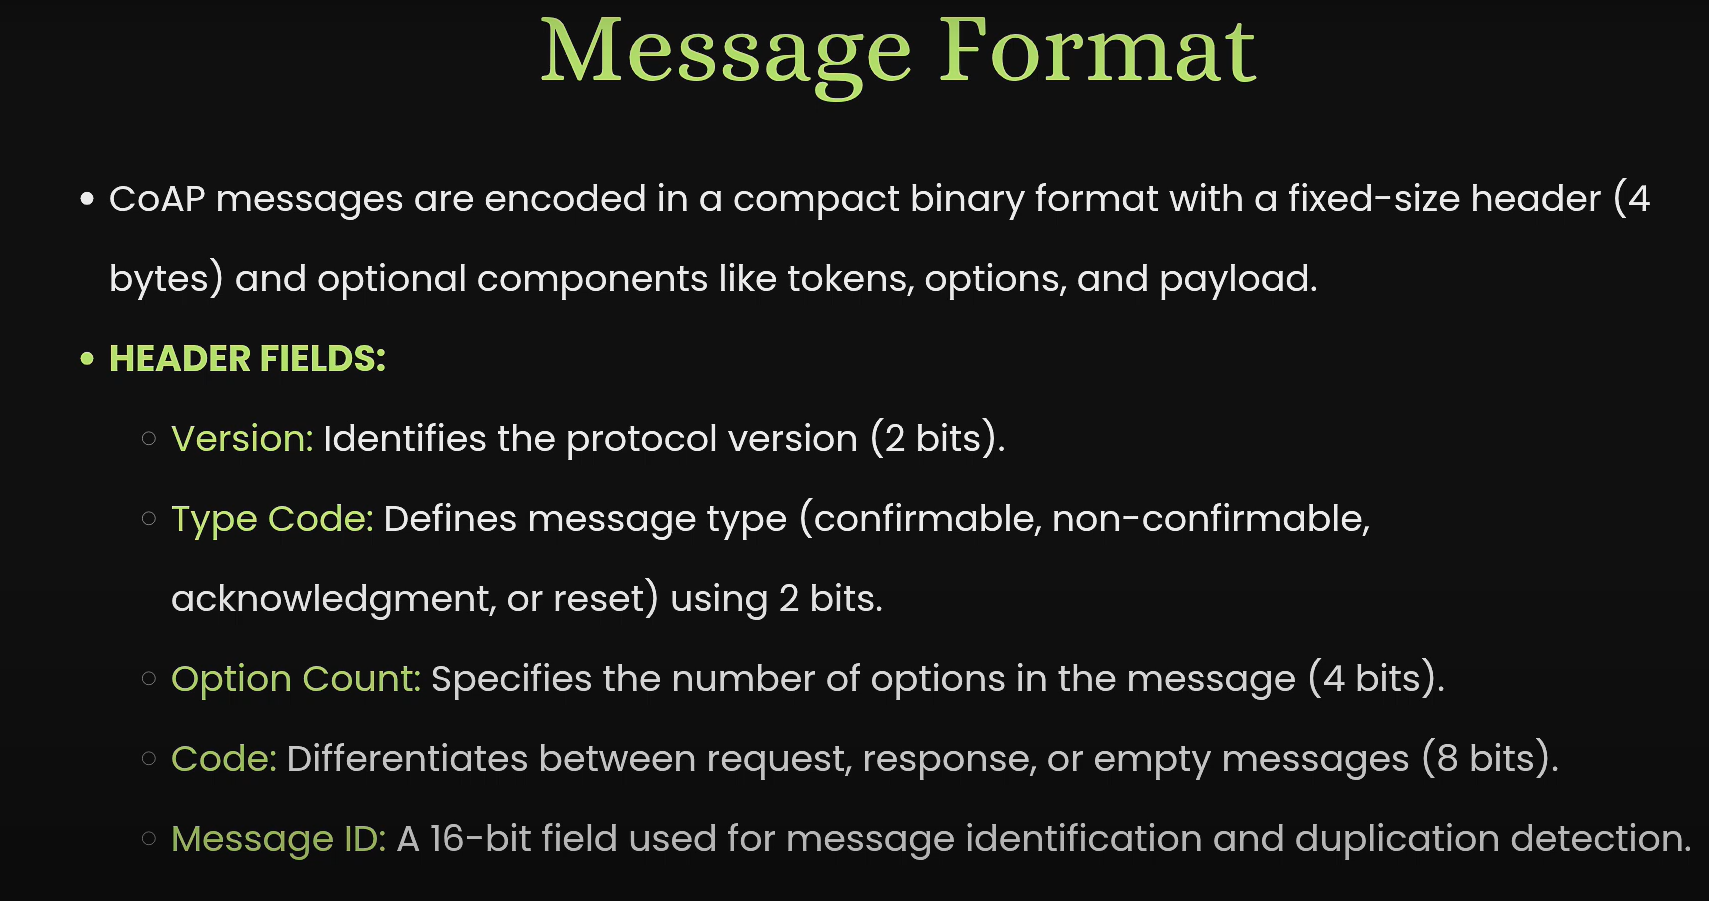 Message Format
• CoAP messages are encoded in a compact binary format with a fixed-size header (4
bytes) and optional components like tokens, options, and payload.
• HEADER FIELDS:
○ Version: Identifies the protocol version (2 bits).
○ Type Code: Defines message type (confirmable, non-confirmable,
acknowledgment, or reset) using 2 bits.
○ Option Count: Specifies the number of options in the message (4 bits).
○ Code: Differentiates between request, response, or empty messages (8 bits).
○ Message ID: A 16-bit field used for message identification and duplication detection.